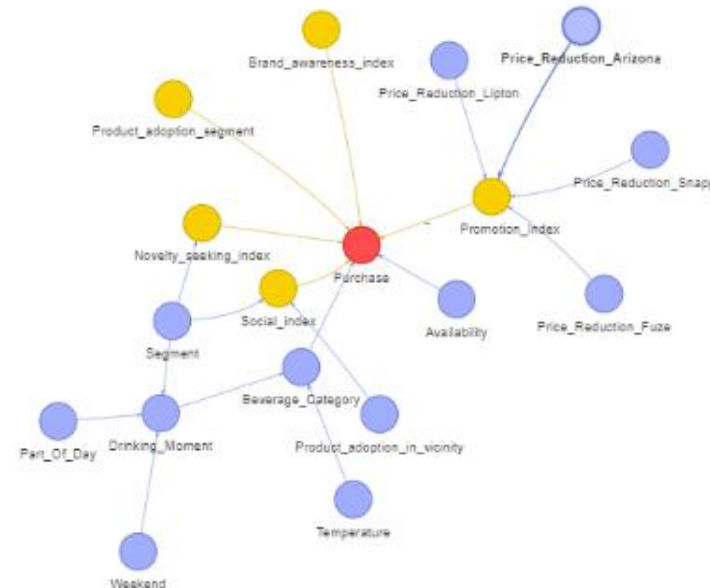 Brand_awareness_index
Price_Reduction_Arizona
Price_Reduction_Lipton
Product_adoption_segment
Price_Reduction_Snapp
Promotion_Index
Novelty_seeking_index
Purchase
Social_index
Availability
Price_Reduction_Fuze
Segment
Beverage_Category
Drinking_Moment
Product_adoption_in_vicinity
Part_Of_Day
Temperature
Weekend